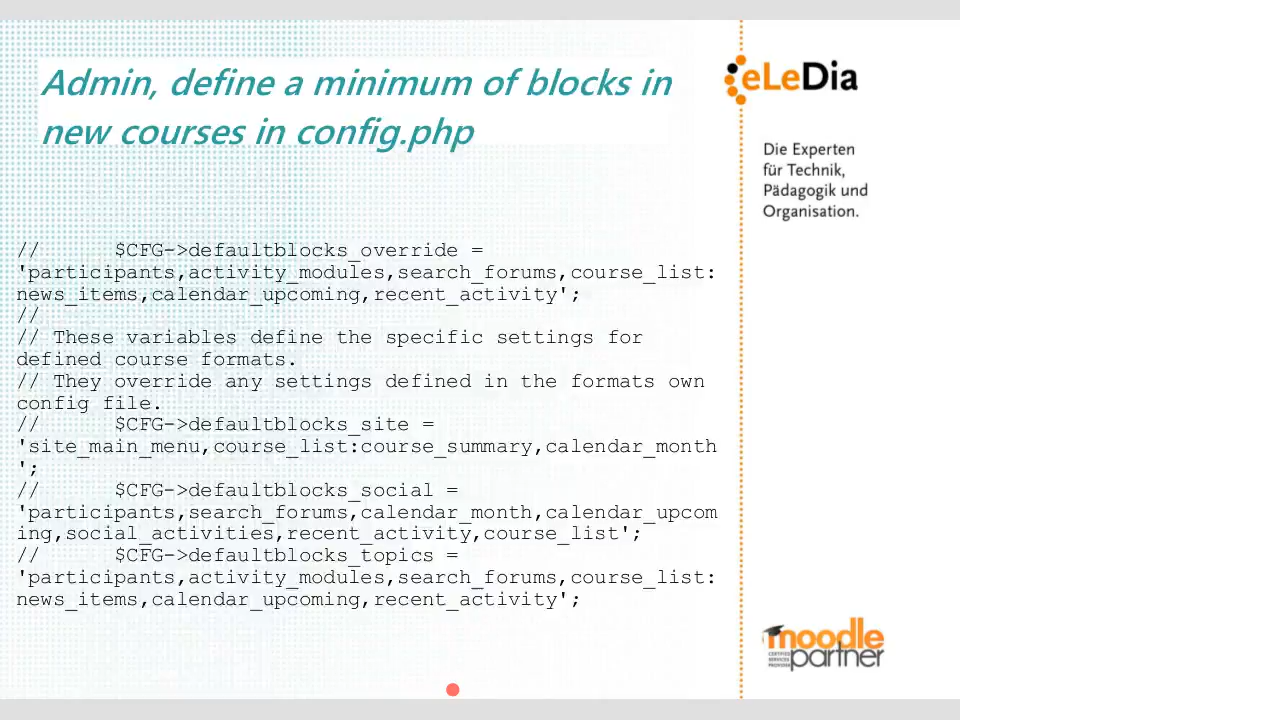 Admin, define a minimum of blocks in
new courses in config.php
//      $CFG->defaultblocks_override =
'participants,activity_modules,search_forums,course_list:
news_items,calendar_upcoming,recent_activity';
//
// These variables define the specific settings for
defined course formats.
// They override any settings defined in the formats own
config file.
//      $CFG->defaultblocks_site =
'site_main_menu,course_list:course_summary,calendar_month
';
//      $CFG->defaultblocks_social =
'participants,search_forums,calendar_month,calendar_upcom
ing,social_activities,recent_activity,course_list';
//      $CFG->defaultblocks_topics =
'participants,activity_modules,search_forums,course_list:
news_items,calendar_upcoming,recent_activity';
eLeDia
Die Experten
für Technik,
Pädagogik und
Organisation.
moodle
CERTIFIED
SERVICES
PROVIDER
partner